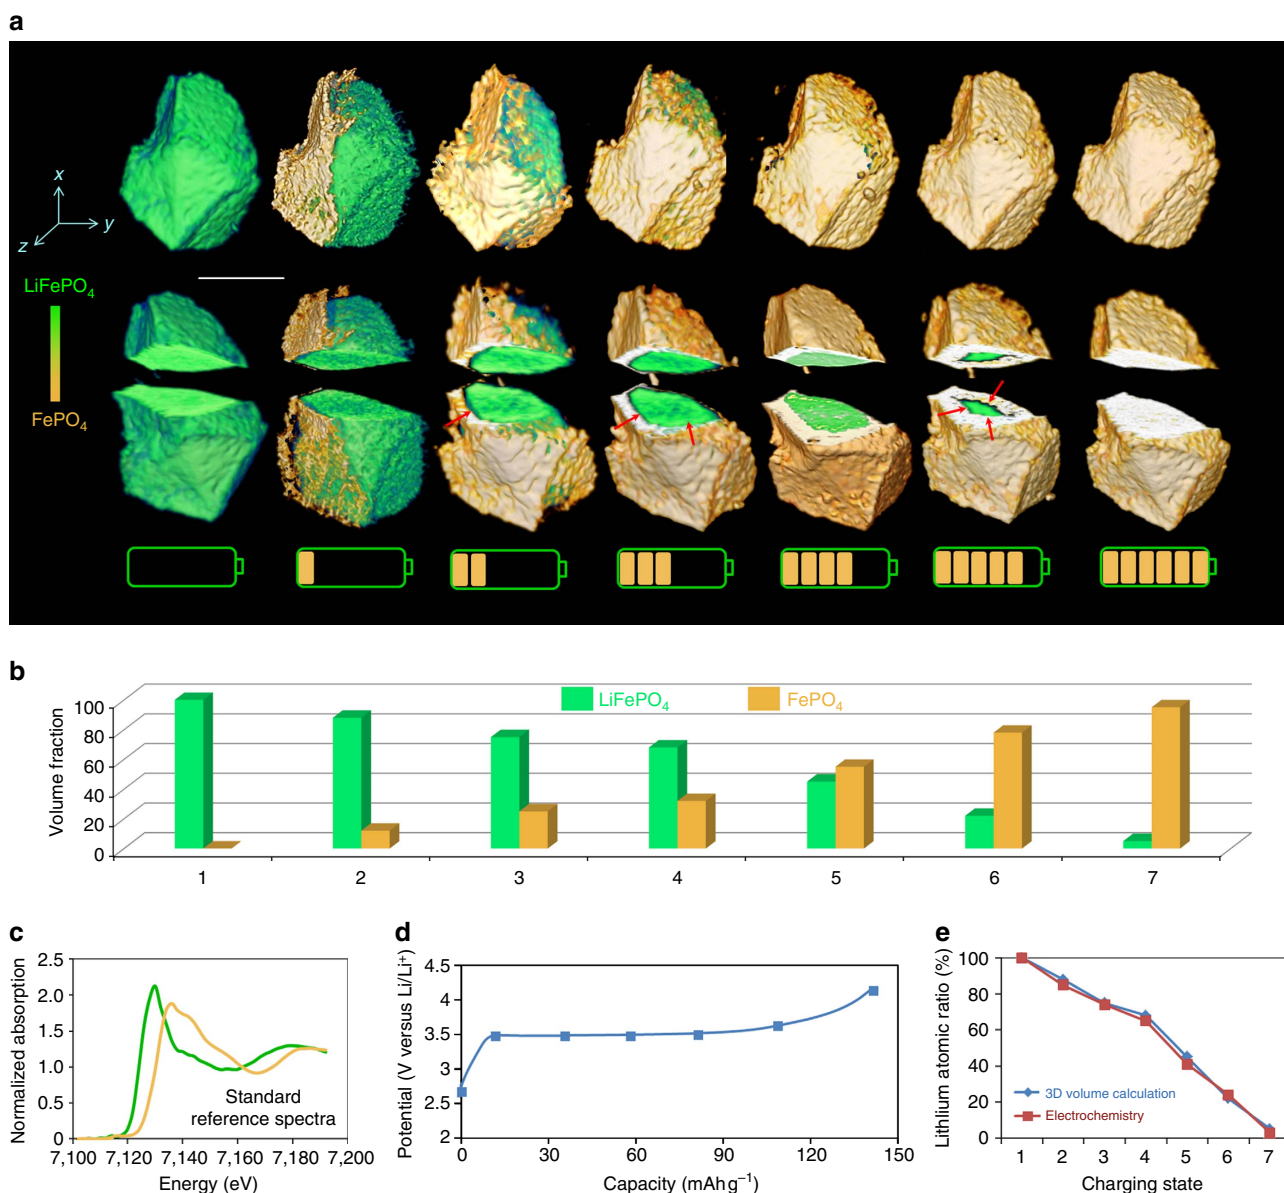 a
x
y
z
LiFePO4
FePO4
b
Volume fraction
100
80
60
40
20
0
LiFePO4
FePO4
1 2 3 4 5 6 7
c
Normalized absorption
2.5
2.0
1.5
1.0
0.5
0
Standard
reference spectra
7,100 7,120 7,140 7,160 7,180 7,200
Energy (eV)
d
Potential (V versus Li/Li+)
4.5
4
3.5
3
2.5
2
0 30 60 90 120 150
Capacity (mAh g–1)
e
Lithlium atomic ratio (%)
100
80
60
40
20
0
3D volume calculation
Electrochemistry
1 2 3 4 5 6 7
Charging state